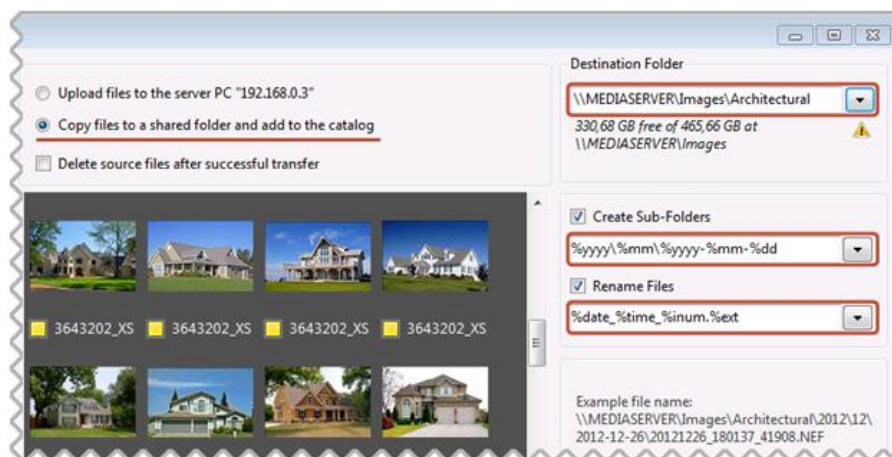 Upload files to the server PC "192.168.0.3"
Copy files to a shared folder and add to the catalog
Delete source files after successful transfer
3643202_XS 3643202_XS 3643202_XS 3643202_XS
Destination Folder
\\MEDIASERVER\Images\Architectural
330,68 GB free of 465,66 GB at
\\MEDIASERVER\Images
Create Sub-Folders
%yyyy\%mm\%yyyy-%mm-%dd
Rename Files
%date_%time_%inum.%ext
Example file name:
\\MEDIASERVER\Images\Architectural\2012\12\
2012-12-26\20121226_180137_41908.NEF